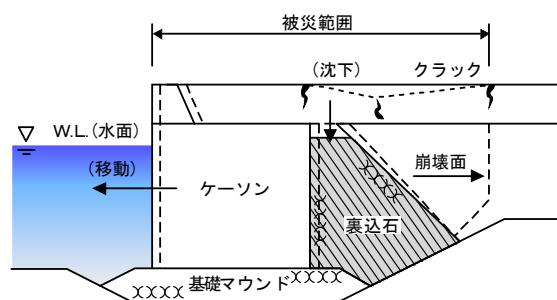 被災範囲
(沈下)
クラック
W.L.(水面)
(移動)
ケーソン
崩壊面
裏込石
基礎マウンド